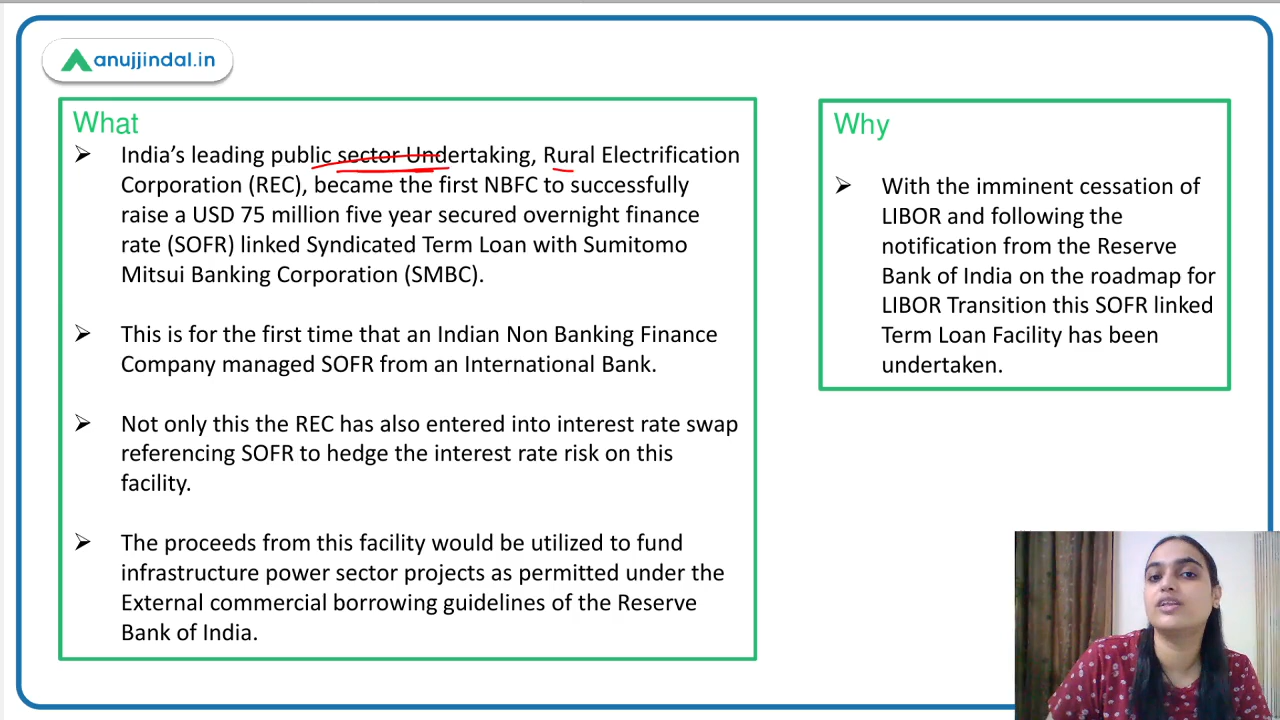 anujjindal.in
What
India’s leading public sector Undertaking, Rural Electrification
Corporation (REC), became the first NBFC to successfully
raise a USD 75 million five year secured overnight finance
rate (SOFR) linked Syndicated Term Loan with Sumitomo
Mitsui Banking Corporation (SMBC).
This is for the first time that an Indian Non Banking Finance
Company managed SOFR from an International Bank.
Not only this the REC has also entered into interest rate swap
referencing SOFR to hedge the interest rate risk on this
facility.
The proceeds from this facility would be utilized to fund
infrastructure power sector projects as permitted under the
External commercial borrowing guidelines of the Reserve
Bank of India.
Why
With the imminent cessation of
LIBOR and following the
notification from the Reserve
Bank of India on the roadmap for
LIBOR Transition this SOFR linked
Term Loan Facility has been
undertaken.